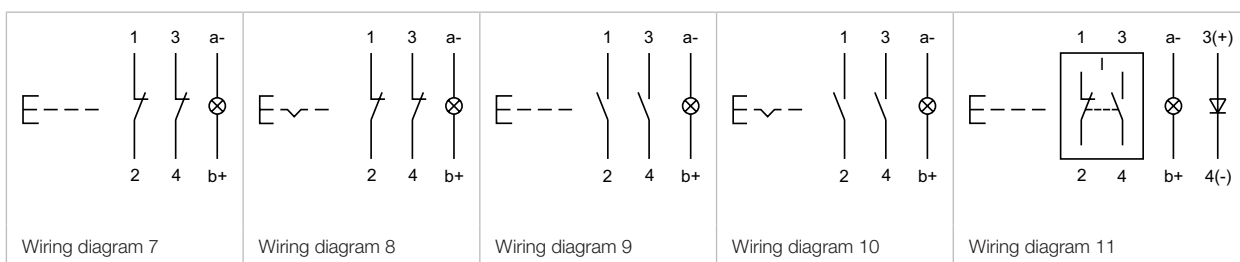 1 3 a-
2 4 b+
Wiring diagram 7
1 3 a-
2 4 b+
Wiring diagram 8
1 3 a-
2 4 b+
Wiring diagram 9
1 3 a-
2 4 b+
Wiring diagram 10
1 3 a- 3(+)
2 4 b+ 4(-)
Wiring diagram 11